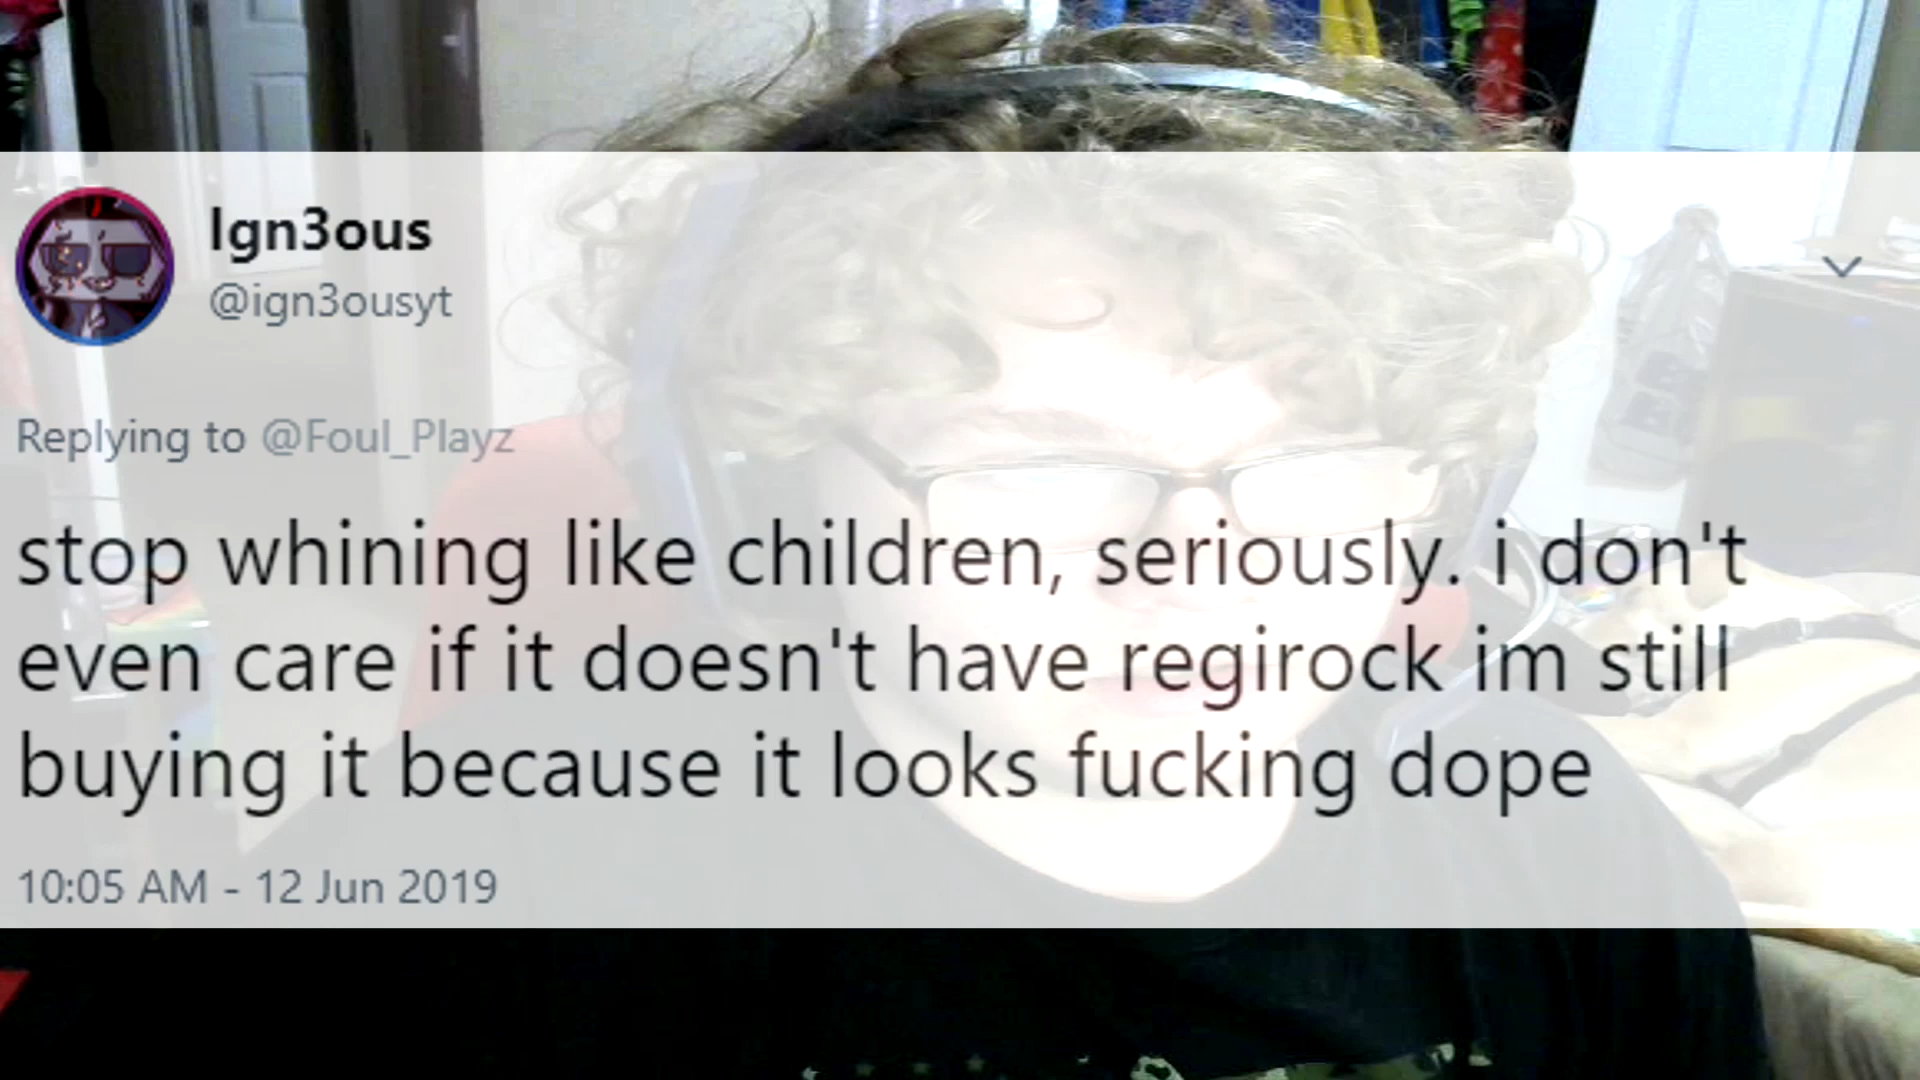 Ign3ous
@ign3ousyt
Replying to @Foul_Playz
stop whining like children, seriously. i don't
even care if it doesn't have regirock im still
buying it because it looks fucking dope
10:05 AM - 12 Jun 2019